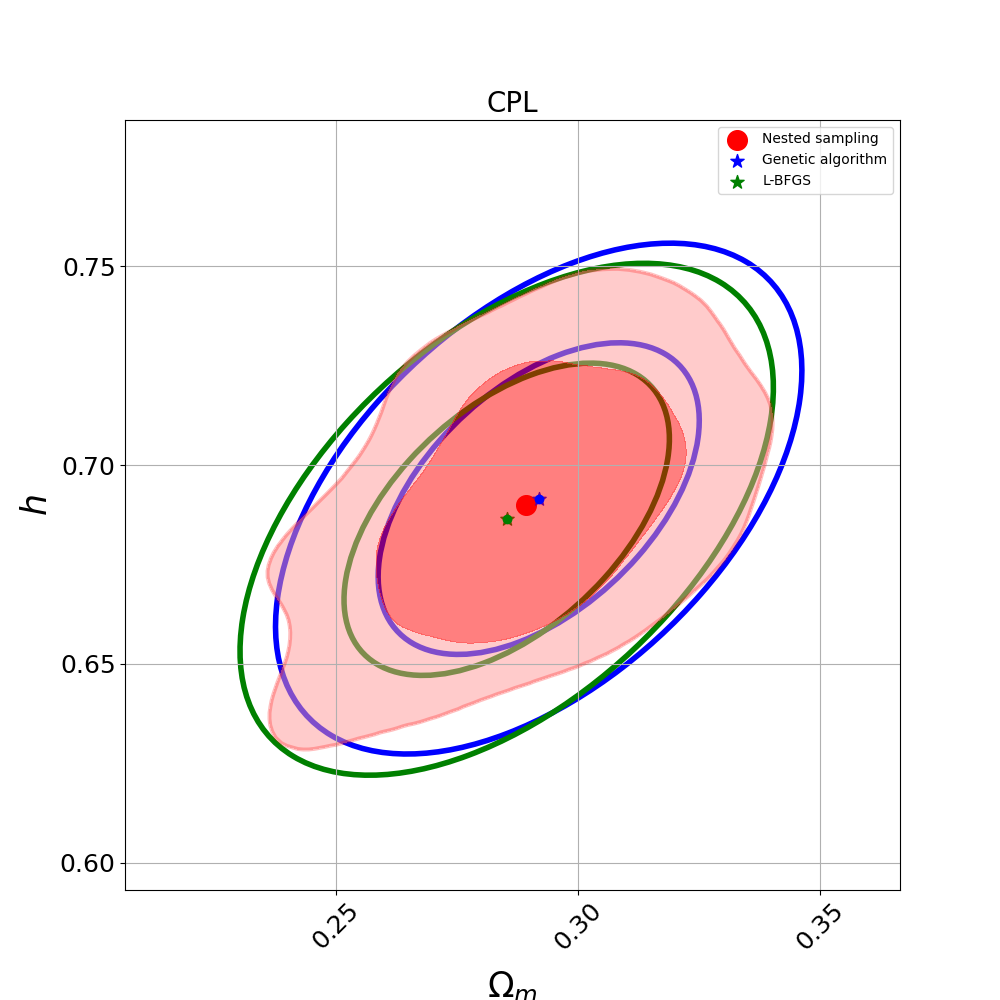 CPL
Nested sampling
Genetic algorithm
L-BFGS
h
0.75
0.70
0.65
0.60
0.25
0.30
0.35
Ωm